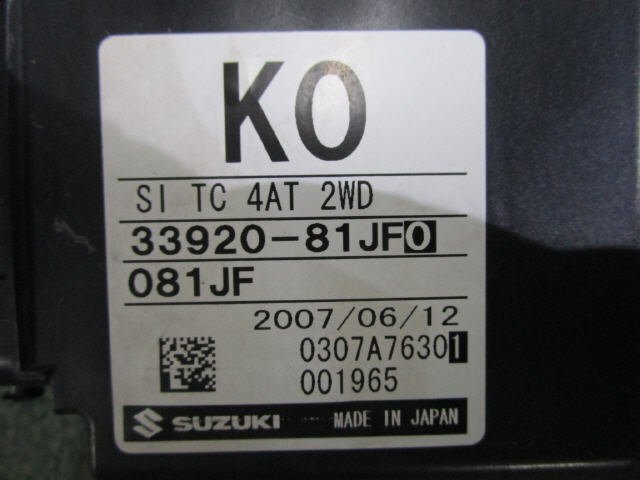 KO
SI TC 4AT 2WD
33920-81JF0
081JF
2007/06/12
0307A76301
001965
SUZUKI MADE IN JAPAN